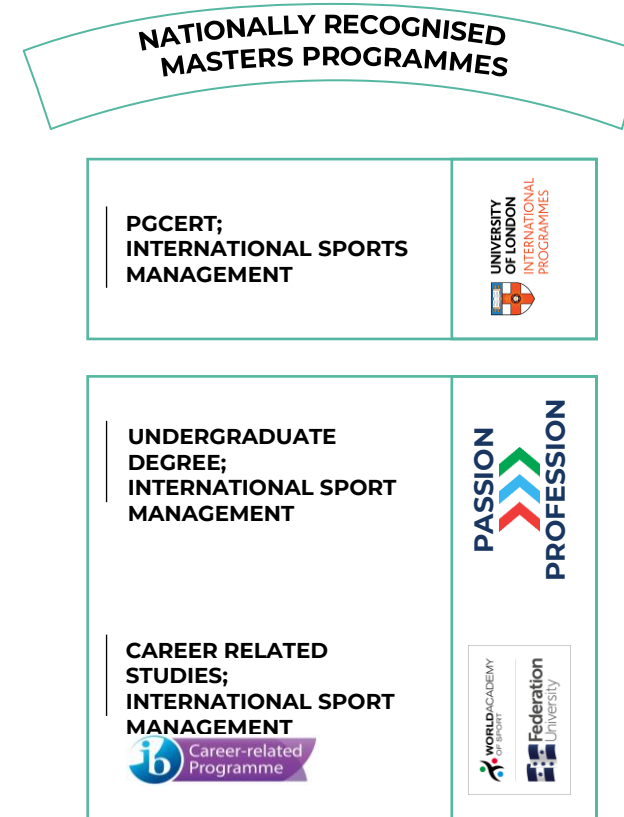 NATIONALLY RECOGNISED
MASTERS PROGRAMMES
PGCERT;
INTERNATIONAL SPORTS
MANAGEMENT
UNIVERSITY
OF LONDON
INTERNATIONAL
PROGRAMMES
UNDERGRADUATE
DEGREE;
INTERNATIONAL SPORT
MANAGEMENT
PASSION
PROFESSION
CAREER RELATED
STUDIES;
INTERNATIONAL SPORT
MANAGEMENT
ib Career-related
Programme
WORLDACADEMY
OF SPORT
Federation
University